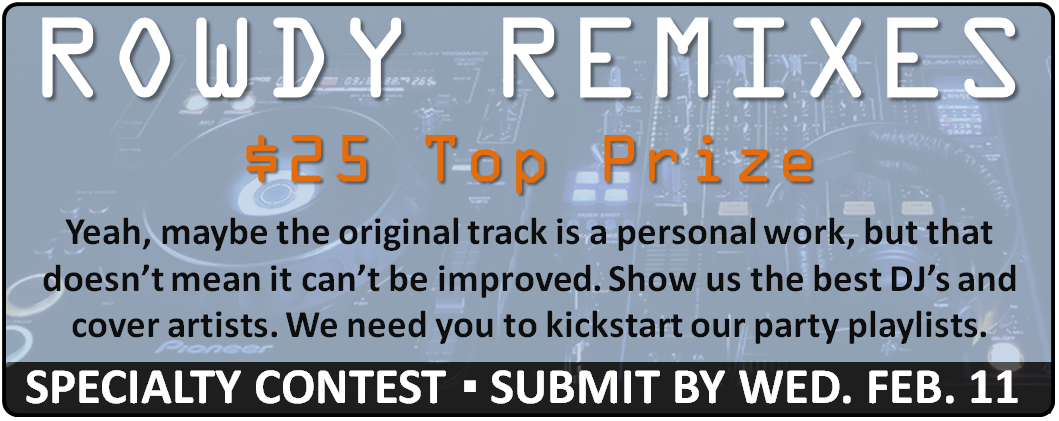 ROWDY REMIXES
$25 Top Prize
Yeah, maybe the original track is a personal work, but that
doesn't mean it can't be improved. Show us the best DJ's and
cover artists. We need you to kickstart our party playlists.
Pioneer
SPECIALTY CONTEST ▪ SUBMIT BY WED. FEB. 11